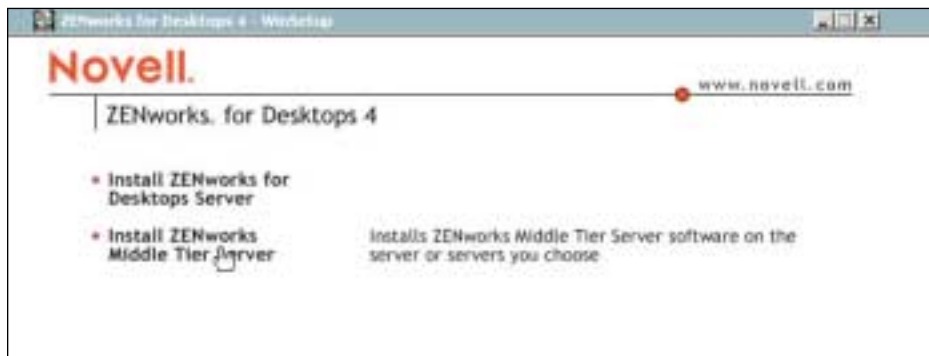 ZENworks for Desktops 4 - WinSetup
Novell.
www.novell.com
ZENworks. for Desktops 4
Install ZENworks for
Desktops Server
Install ZENworks
Middle Tier Server
Installs ZENworks Middle Tier Server software on the
server or servers you choose